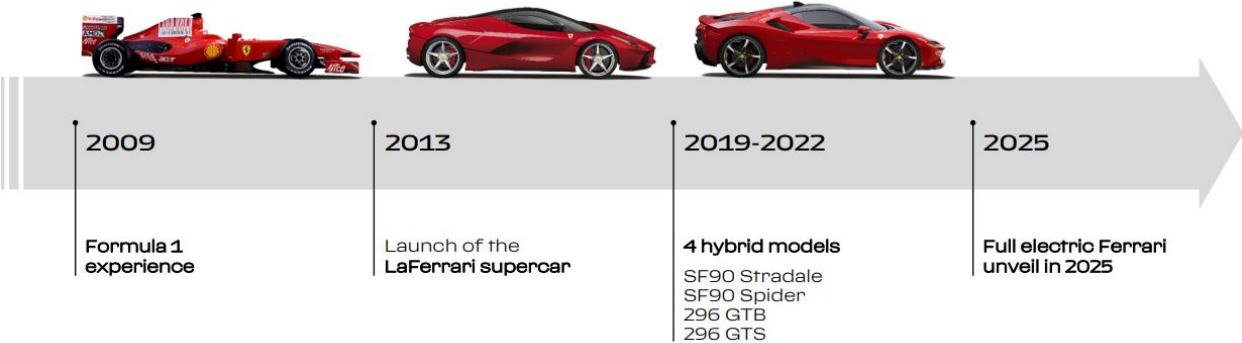 2009
2013
2019-2022
2025
Formula 1
experience
Launch of the
LaFerrari supercar
4 hybrid models
SF90 Stradale
SF90 Spider
296 GTB
296 GTS
Full electric Ferrari
unveil in 2025